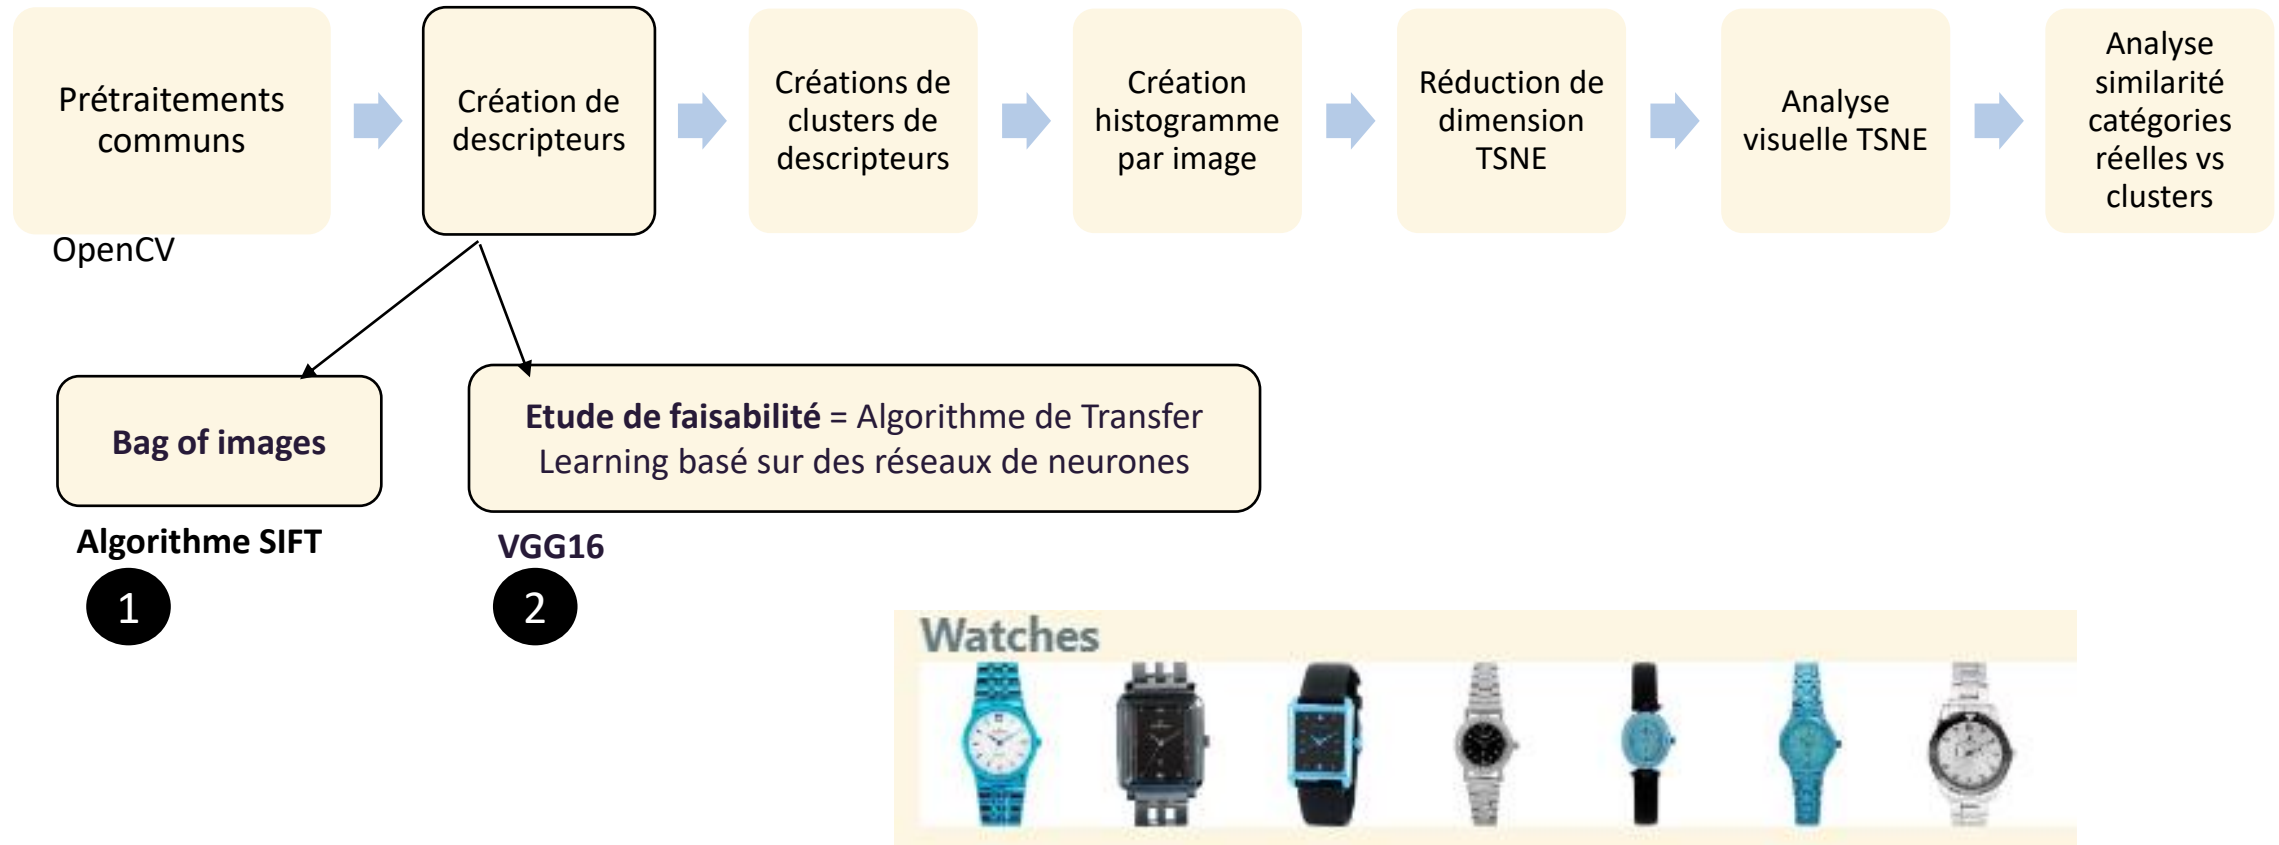 Prétraitements
communs
Création de
descripteurs
Créations de
clusters de
descripteurs
Création
histogramme
par image
Réduction de
dimension
TSNE
Analyse
visuelle TSNE
Analyse
similarité
catégories
réelles vs
clusters
OpenCV
Bag of images
Etude de faisabilité = Algorithme de Transfer
Learning basé sur des réseaux de neurones
Algorithme SIFT
VGG16
1
2
Watches